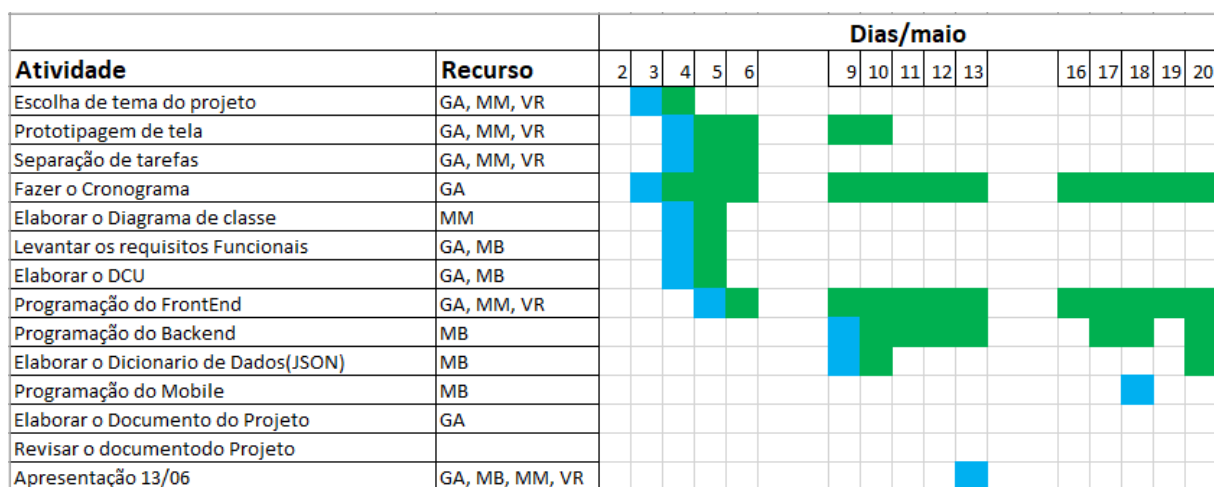 Dias/maio
Atividade Recurso 2 3 4 5 6 9 10 11 12 13 16 17 18 19 20
Escolha de tema do projeto GA, MM, VR
Prototipagem de tela GA, MM, VR
Separação de tarefas GA, MM, VR
Fazer o Cronograma GA
Elaborar o Diagrama de classe MM
Levantar os requisitos Funcionais GA, MB
Elaborar o DCU GA, MB
Programação do FrontEnd GA, MM, VR
Programação do Backend MB
Elaborar o Dicionario de Dados(JSON) MB
Programação do Mobile MB
Elaborar o Documento do Projeto GA
Revisar o documentodo Projeto
Apresentação 13/06 GA, MB, MM, VR